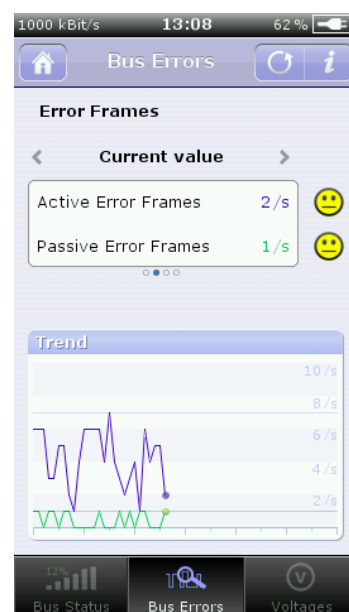 1000 kBit/s 13:08 62 %
Bus Errors i
Error Frames
Current value
Active Error Frames 2/s
Passive Error Frames 1/s
Trend
10/s
8/s
6/s
4/s
2/s
12% V
Bus Status Bus Errors Voltages